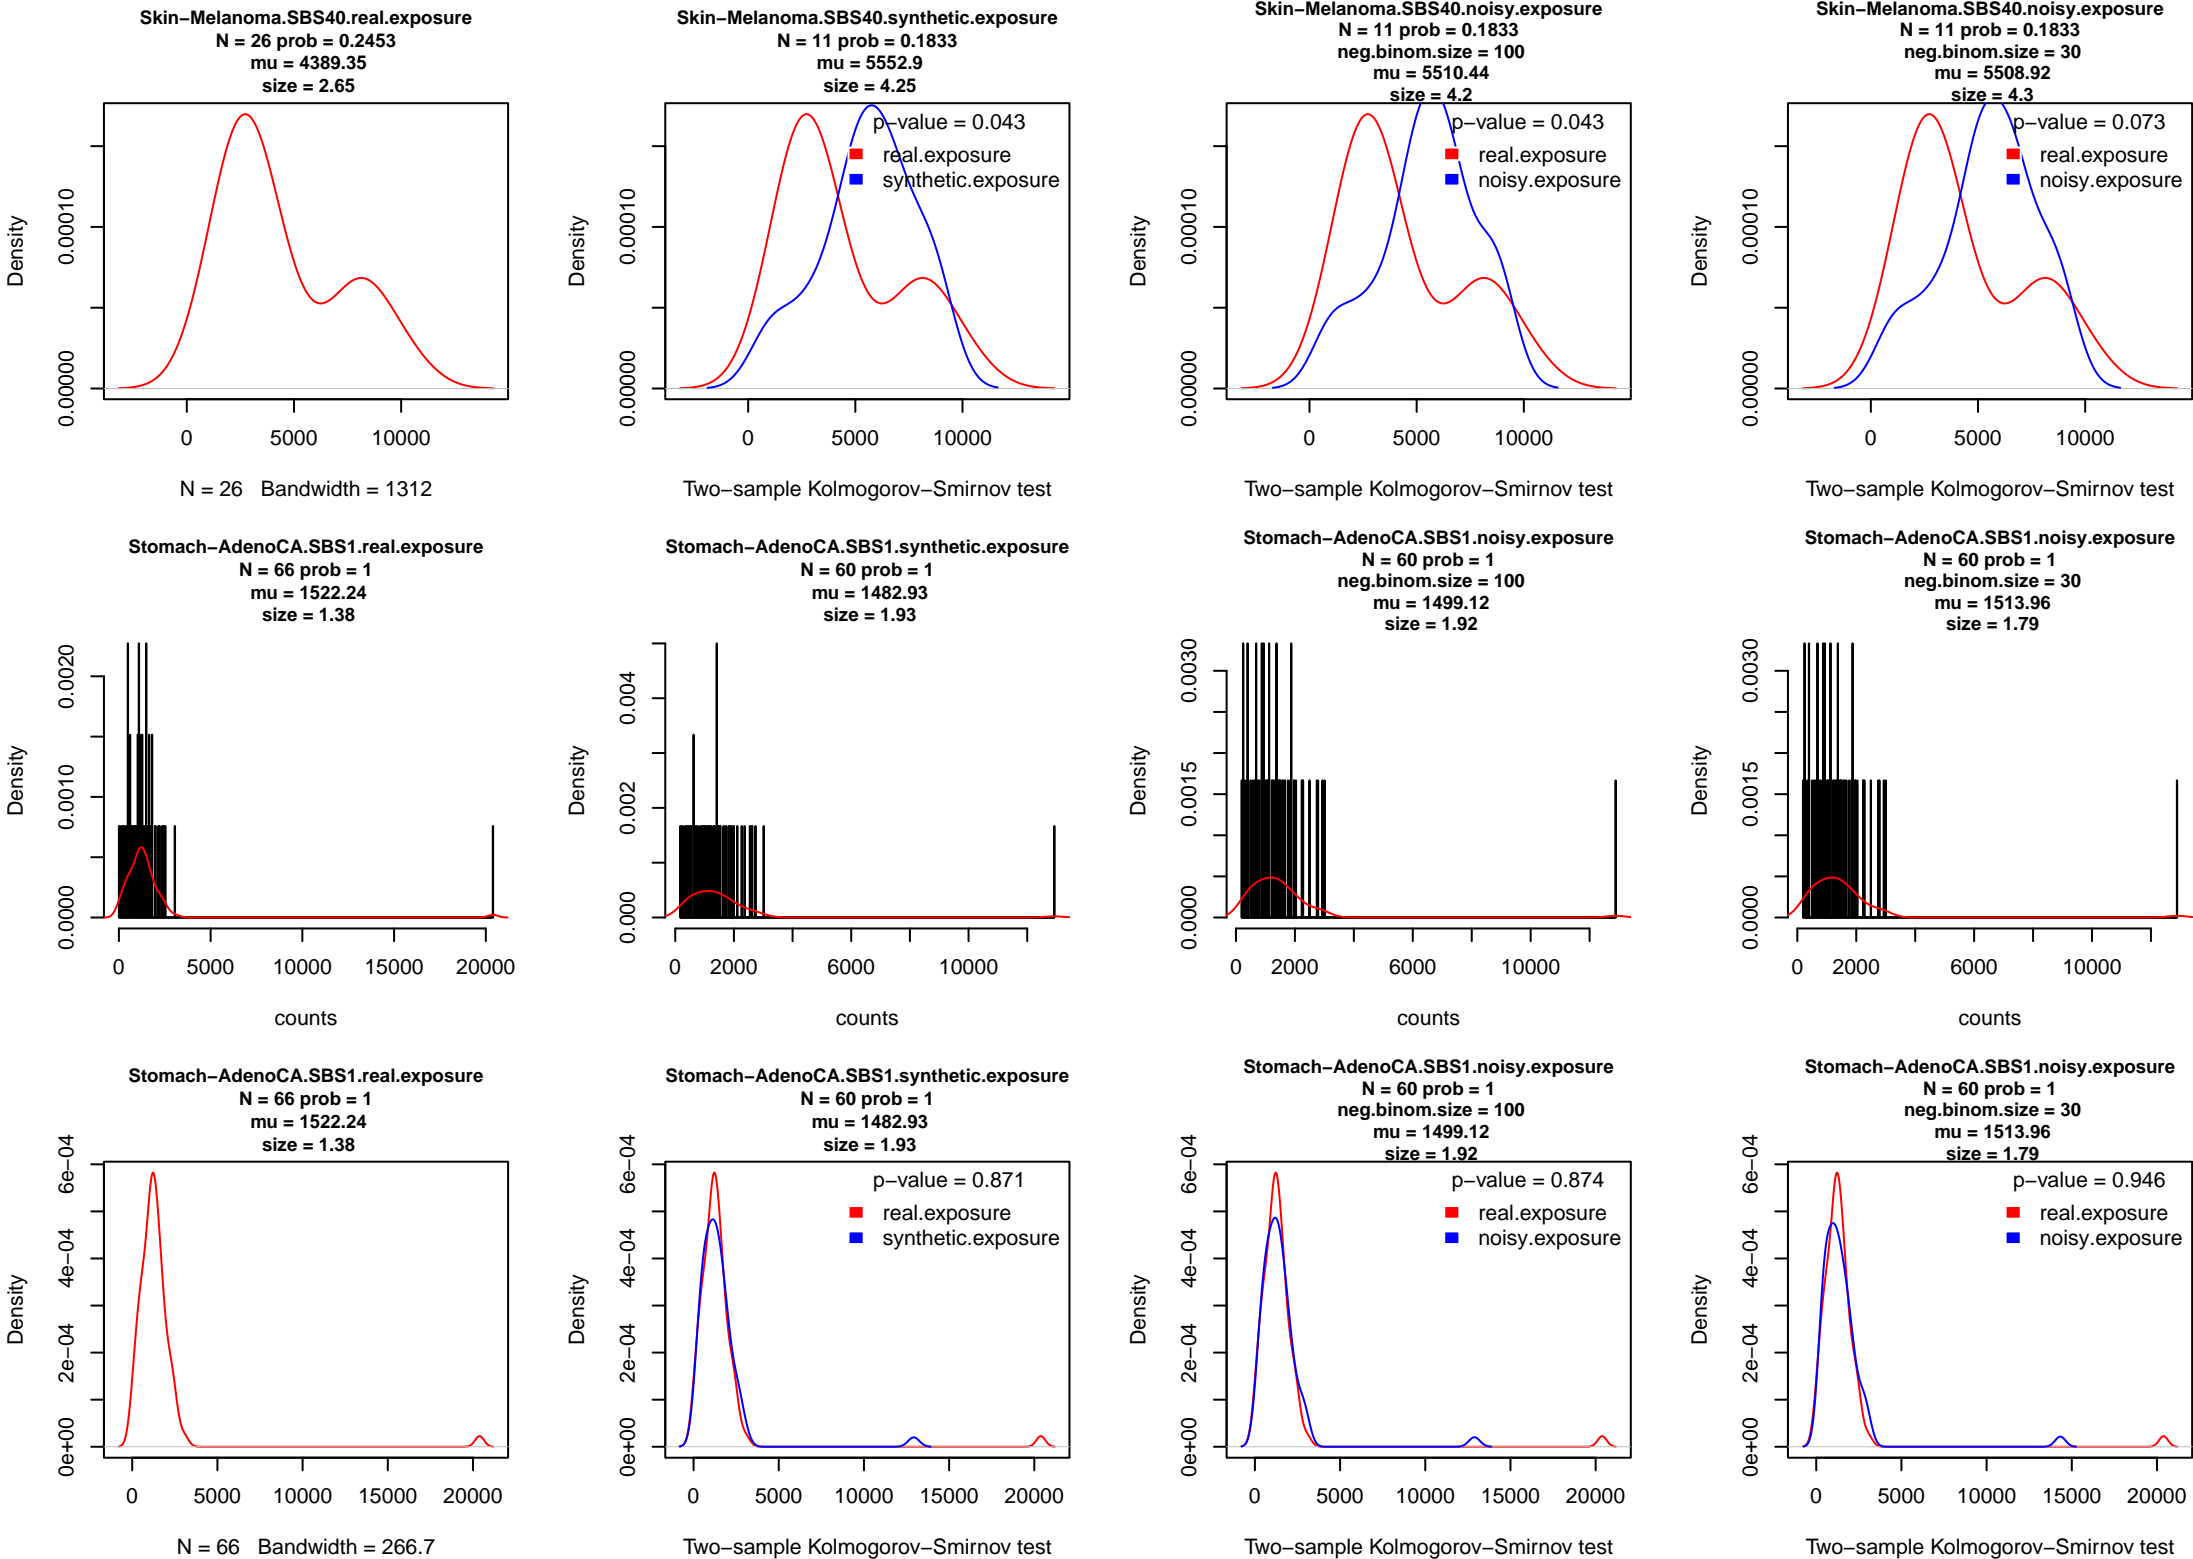 Skin−Melanoma.SBS40.real.exposure
N = 26 prob = 0.2453
mu = 4389.35
size = 2.65
Density
0.00000
0.00010
0
5000
10000
N = 26   Bandwidth = 1312
Skin−Melanoma.SBS40.synthetic.exposure
N = 11 prob = 0.1833
mu = 5552.9
size = 4.25
p−value = 0.043
real.exposure
synthetic.exposure
Density
0.00000
0.00010
0
5000
10000
Two−sample Kolmogorov−Smirnov test
Skin−Melanoma.SBS40.noisy.exposure
N = 11 prob = 0.1833
neg.binom.size = 100
mu = 5510.44
size = 4.2
p−value = 0.043
real.exposure
noisy.exposure
Density
0.00000
0.00010
0
5000
10000
Two−sample Kolmogorov−Smirnov test
Skin−Melanoma.SBS40.noisy.exposure
N = 11 prob = 0.1833
neg.binom.size = 30
mu = 5508.92
size = 4.3
p−value = 0.073
real.exposure
noisy.exposure
Density
0.00000
0.00010
0
5000
10000
Two−sample Kolmogorov−Smirnov test
Stomach−AdenoCA.SBS1.real.exposure
N = 66 prob = 1
mu = 1522.24
size = 1.38
Density
0.0000
0.0010
0.0020
0
5000
10000
15000
20000
counts
Stomach−AdenoCA.SBS1.synthetic.exposure
N = 60 prob = 1
mu = 1482.93
size = 1.93
Density
0.000
0.002
0.004
0
2000
6000
10000
counts
Stomach−AdenoCA.SBS1.noisy.exposure
N = 60 prob = 1
neg.binom.size = 100
mu = 1499.12
size = 1.92
Density
0.0000
0.0015
0.0030
0
2000
6000
10000
counts
Stomach−AdenoCA.SBS1.noisy.exposure
N = 60 prob = 1
neg.binom.size = 30
mu = 1513.96
size = 1.79
Density
0.0000
0.0015
0.0030
0
2000
6000
10000
counts
Stomach−AdenoCA.SBS1.real.exposure
N = 66 prob = 1
mu = 1522.24
size = 1.38
Density
0e+00
2e−04
4e−04
6e−04
0
5000
10000
15000
20000
N = 66   Bandwidth = 266.7
Stomach−AdenoCA.SBS1.synthetic.exposure
N = 60 prob = 1
mu = 1482.93
size = 1.93
p−value = 0.871
real.exposure
synthetic.exposure
Density
0e+00
2e−04
4e−04
6e−04
0
5000
10000
15000
20000
Two−sample Kolmogorov−Smirnov test
Stomach−AdenoCA.SBS1.noisy.exposure
N = 60 prob = 1
neg.binom.size = 100
mu = 1499.12
size = 1.92
p−value = 0.874
real.exposure
noisy.exposure
Density
0e+00
2e−04
4e−04
6e−04
0
5000
10000
15000
20000
Two−sample Kolmogorov−Smirnov test
Stomach−AdenoCA.SBS1.noisy.exposure
N = 60 prob = 1
neg.binom.size = 30
mu = 1513.96
size = 1.79
p−value = 0.946
real.exposure
noisy.exposure
Density
0e+00
2e−04
4e−04
6e−04
0
5000
10000
15000
20000
Two−sample Kolmogorov−Smirnov test